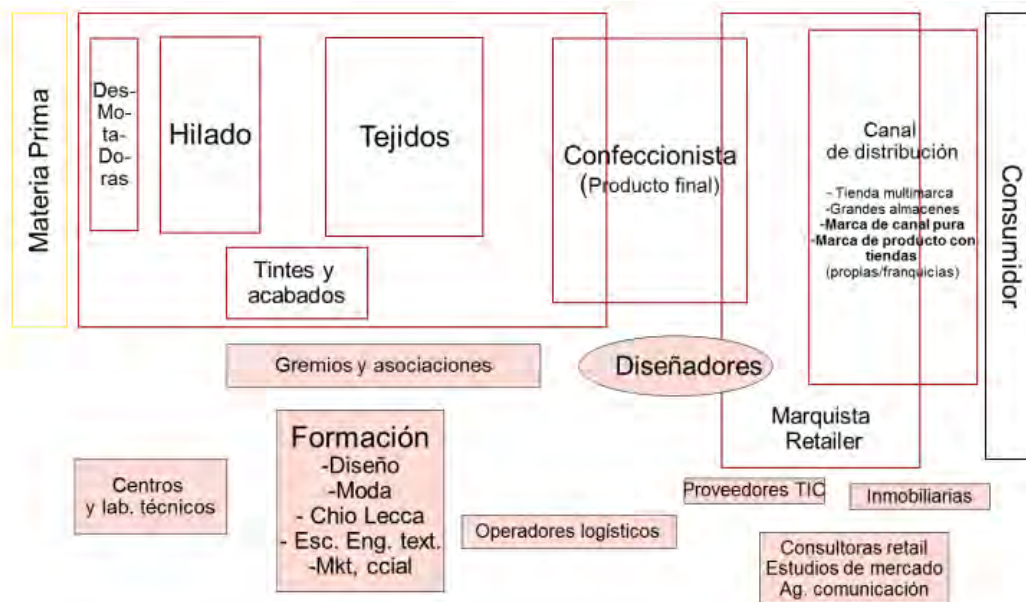 Materia Prima
Des-
Mo-
ta-
Do-
ras
Hilado
Tejidos
Tintes y
acabados
Confeccionista
(Producto final)
Canal
de distribución
- Tienda multimarca
-Grandes almacenes
-Marca de canal pura
-Marca de producto con
tiendas
(propias/franquicias)
Consumidor
Gremios y asociaciones
Diseñadores
Marquista
Retailer
Formación
-Diseño
-Moda
- Chio Lecca
- Esc. Eng. text.
-Mkt, ccial
Centros
y lab. técnicos
Operadores logísticos
Proveedores TIC
Inmobiliarias
Consultoras retail
Estudios de mercado
Ag. comunicación